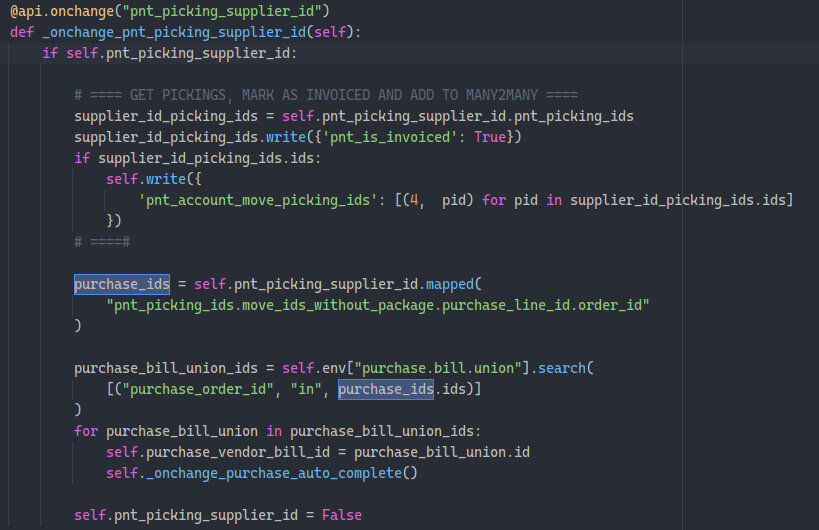 @api.onchange("pnt_picking_supplier_id")
def _onchange_pnt_picking_supplier_id(self):
    if self.pnt_picking_supplier_id:
        # ==== GET PICKINGS, MARK AS INVOICED AND ADD TO MANY2MANY ====
        supplier_id_picking_ids = self.pnt_picking_supplier_id.pnt_picking_ids
        supplier_id_picking_ids.write({'pnt_is_invoiced': True})
        if supplier_id_picking_ids.ids:
            self.write({
                'pnt_account_move_picking_ids': [(4,  pid) for pid in supplier_id_picking_ids.ids]
            })
        # ====#
        purchase_ids = self.pnt_picking_supplier_id.mapped(
            "pnt_picking_ids.move_ids_without_package.purchase_line_id.order_id"
        )
        purchase_bill_union_ids = self.env["purchase.bill.union"].search(
            [("purchase_order_id", "in", purchase_ids.ids)]
        )
        for purchase_bill_union in purchase_bill_union_ids:
            self.purchase_vendor_bill_id = purchase_bill_union.id
            self._onchange_purchase_auto_complete()
        self.pnt_picking_supplier_id = False